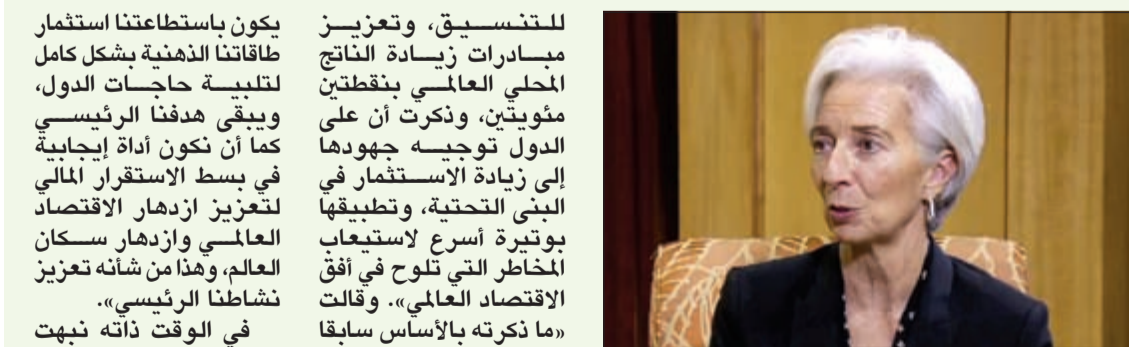 للتنسيق، وتعزيز
مبادرات زيادة الناتج
المحلي العالمي بنقطتين
مئويتين، وذكرت أن على
الدول توجيه جهودها
إلى زيادة الاستثمار في
البنى التحتية، وتطبيقها
بوتيرة أسرع لاستيعاب
المخاطر التي تلوح في أفق
الاقتصاد العالمي». وقالت
«ما ذكرته بالأساس سابقا
يكون باستطاعتنا استثمار
طاقاتنا الذهنية بشكل كامل
لتلبية حاجات الدول،
ويبقى هدفنا الرئيسي
كما أن نكون أداة إيجابية
في بسط الاستقرار المالي
لتعزيز ازدهار الاقتصاد
العالمي وازدهار سكان
العالم، وهذا من شأنه تعزيز
نشاطنا الرئيسي».
في الوقت ذاته نبهت